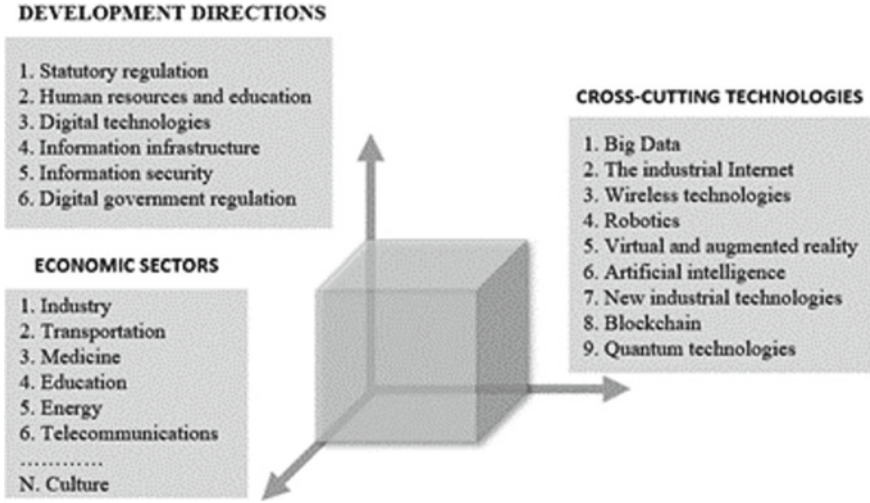 DEVELOPMENT DIRECTIONS
1. Statutory regulation
2. Human resources and education
3. Digital technologies
4. Information infrastructure
5. Information security
6. Digital government regulation
ECONOMIC SECTORS
1. Industry
2. Transportation
3. Medicine
4. Education
5. Energy
6. Telecommunications
............
N. Culture
CROSS-CUTTING TECHNOLOGIES
1. Big Data
2. The industrial Internet
3. Wireless technologies
4. Robotics
5. Virtual and augmented reality
6. Artificial intelligence
7. New industrial technologies
8. Blockchain
9. Quantum technologies